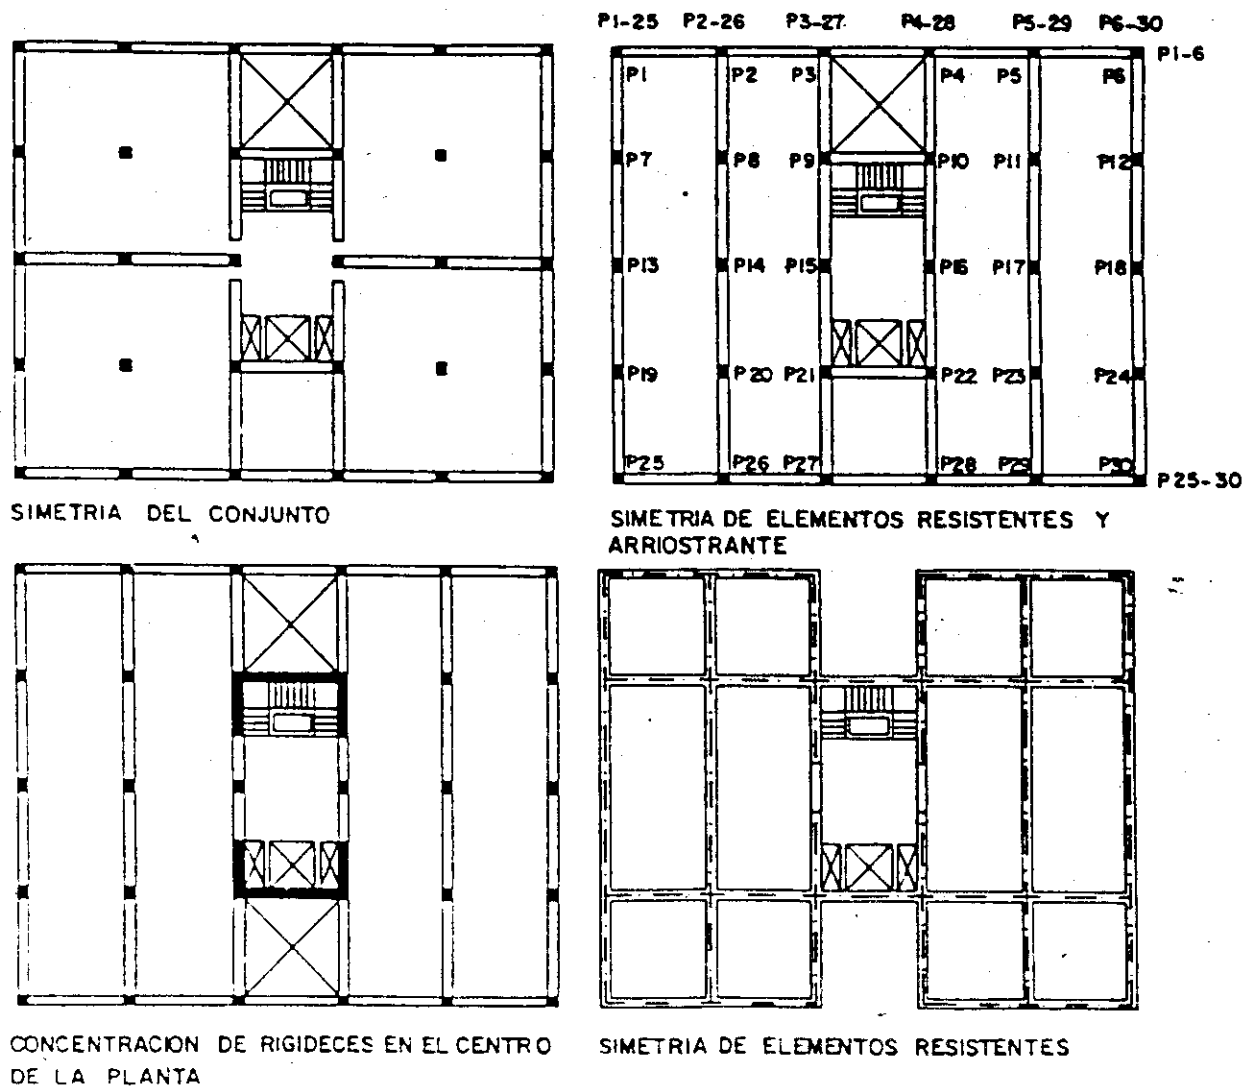 P1-25 P2-26 P3-27 P4-28 P5-29 P6-30
P1-6
P1 P2 P3 P4 P5 P6
P7 P8 P9 P10 P11 P12
P13 P14 P15 P16 P17 P18
P19 P20 P21 P22 P23 P24
P25 P26 P27 P28 P29 P30
P25-30
SIMETRIA DEL CONJUNTO
SIMETRIA DE ELEMENTOS RESISTENTES Y
ARRIOSTRANTE
CONCENTRACION DE RIGIDECES EN EL CENTRO
DE LA PLANTA
SIMETRIA DE ELEMENTOS RESISTENTES